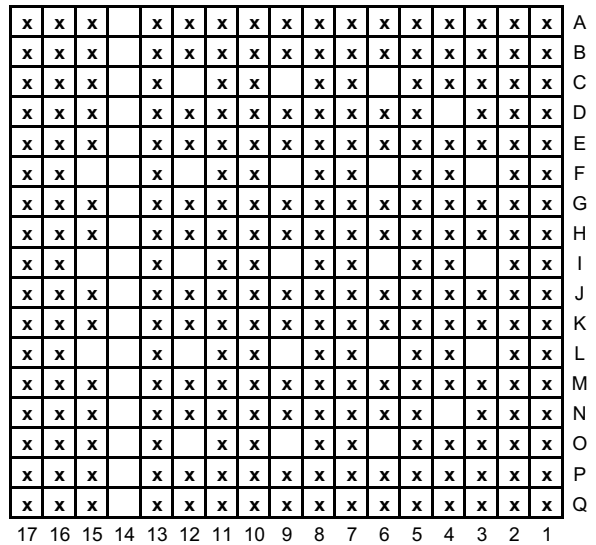 x x x x x x x x x x x x x x x x A
x x x x x x x x x x x x x x x x B
x x x x x x x x x x x x x C
x x x x x x x x x x x x x x x D
x x x x x x x x x x x x x x x x E
x x x x x x x x x x x F
x x x x x x x x x x x x x x x x G
x x x x x x x x x x x x x x x x H
x x x x x x x x x x x I
x x x x x x x x x x x x x x x x J
x x x x x x x x x x x x x x x x K
x x x x x x x x x x x L
x x x x x x x x x x x x x x x x M
x x x x x x x x x x x x x x x N
x x x x x x x x x x x x x O
x x x x x x x x x x x x x x x x P
x x x x x x x x x x x x x x x x Q
17 16 15 14 13 12 11 10 9 8 7 6 5 4 3 2 1